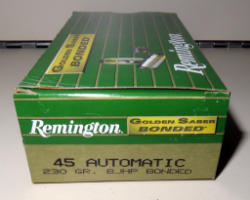 GOLDEN SABER
BONDED
Remington
Remington
GOLDEN SABER
BONDED
45 AUTOMATIC
230 GR. BJHP BONDED